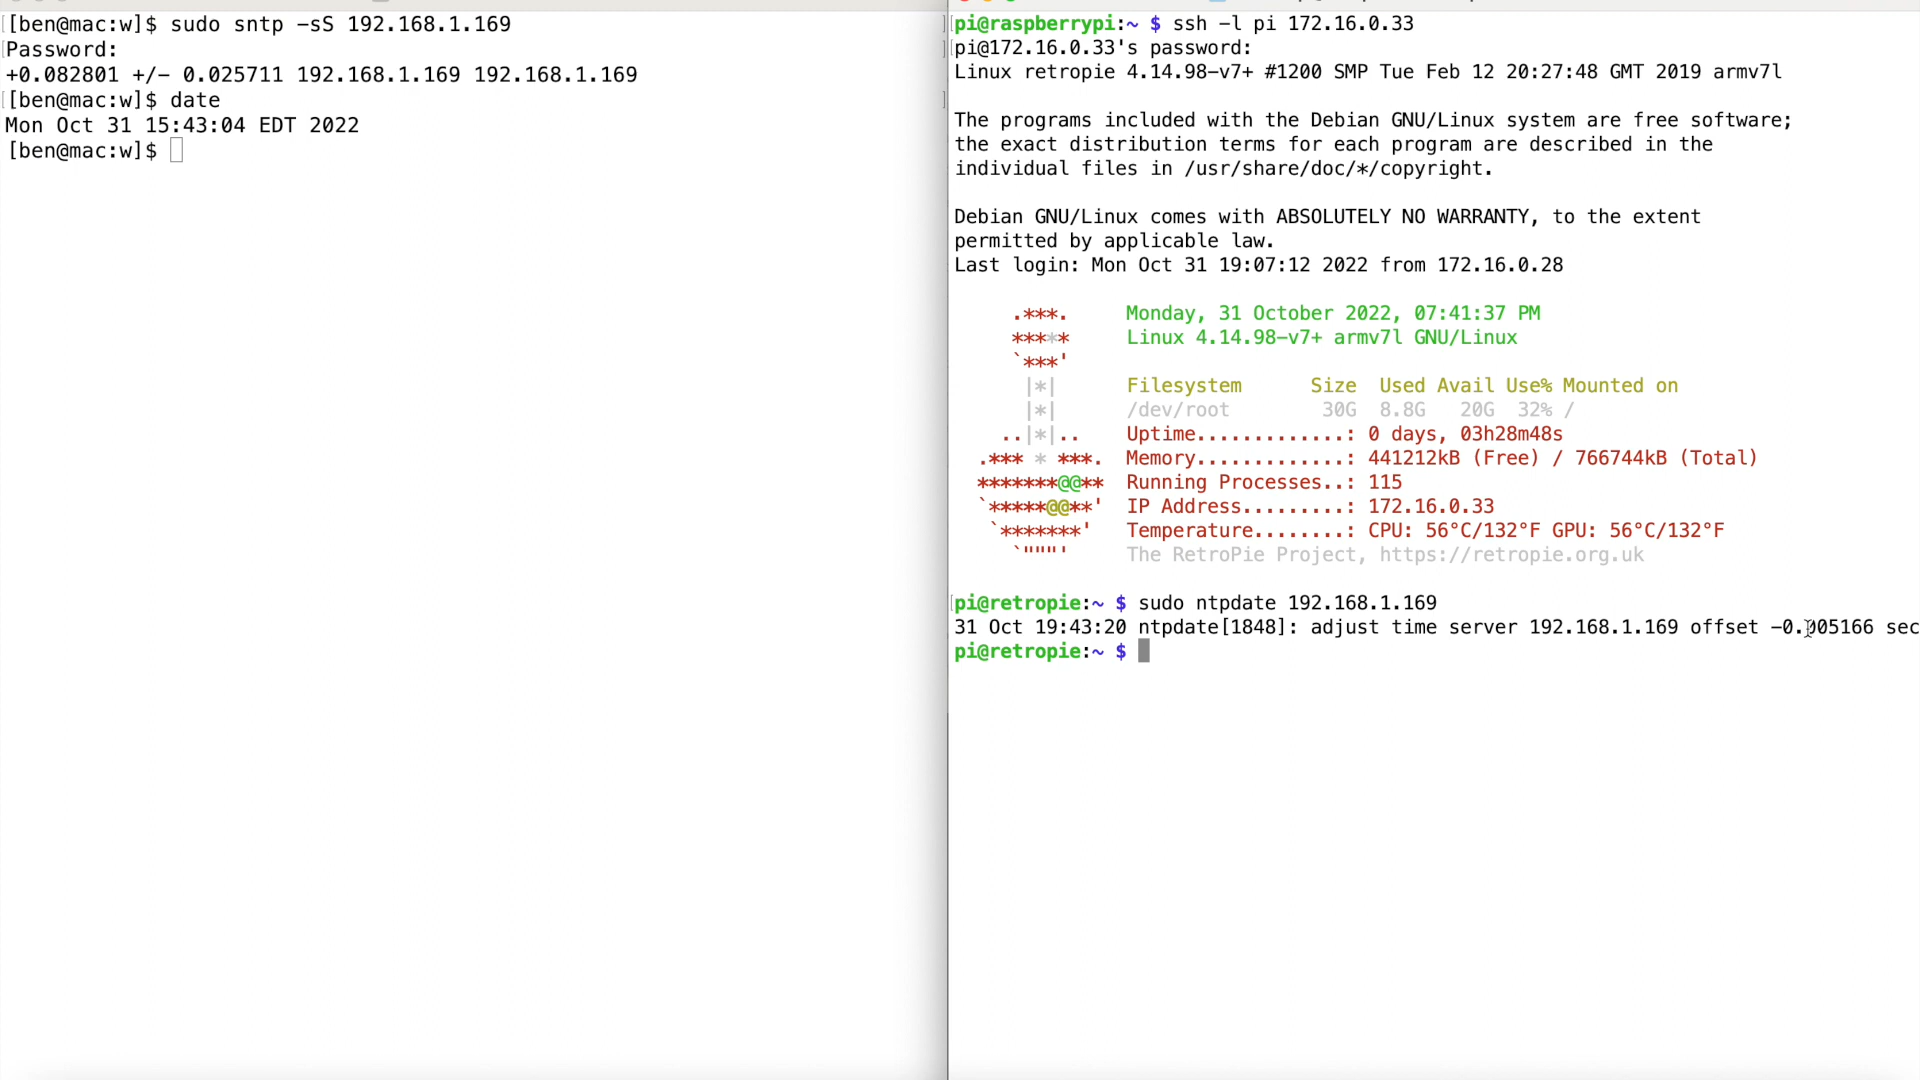 [ben@mac:w]$ sudo sntp -sS 192.168.1.169
Password:
+0.082801 +/- 0.025711 192.168.1.169 192.168.1.169
[ben@mac:w]$ date
Mon Oct 31 15:43:04 EDT 2022
[ben@mac:w]$
pi@raspberrypi:~ $ ssh -l pi 172.16.0.33
pi@172.16.0.33's password:
Linux retropie 4.14.98-v7+ #1200 SMP Tue Feb 12 20:27:48 GMT 2019 armv7l
The programs included with the Debian GNU/Linux system are free software;
the exact distribution terms for each program are described in the
individual files in /usr/share/doc/*/copyright.
Debian GNU/Linux comes with ABSOLUTELY NO WARRANTY, to the extent
permitted by applicable law.
Last login: Mon Oct 31 19:07:12 2022 from 172.16.0.28
.***. Monday, 31 October 2022, 07:41:37 PM
***** Linux 4.14.98-v7+ armv7l GNU/Linux
`***'
|*| Filesystem Size Used Avail Use% Mounted on
|*| /dev/root 30G 8.8G 20G 32% /
..|*|.. Uptime.............: 0 days, 03h28m48s
.*** * ***. Memory.............: 441212kB (Free) / 766744kB (Total)
*******@@** Running Processes..: 115
`*****@@**' IP Address.........: 172.16.0.33
`*******' Temperature........: CPU: 56°C/132°F GPU: 56°C/132°F
`""""' The RetroPie Project, https://retropie.org.uk
pi@retropie:~ $ sudo ntpdate 192.168.1.169
31 Oct 19:43:20 ntpdate[1848]: adjust time server 192.168.1.169 offset -0.005166 sec
pi@retropie:~ $